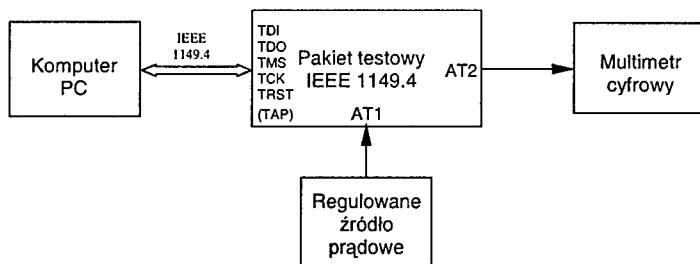 Komputer
PC
IEEE
1149.4
TDI
TDO
TMS
TCK
TRST
(TAP)
Pakiet testowy
IEEE 1149.4
AT1
AT2
Multimetr
cyfrowy
Regulowane
źródło
prądowe